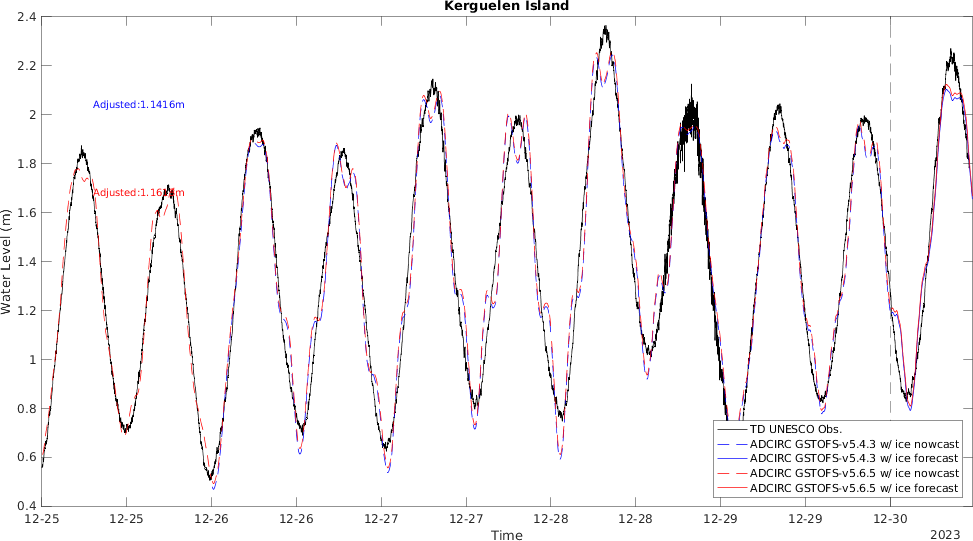 Kerguelen Island
2.4
2.2
2
1.8
1.6
1.4
1.2
1
0.8
0.6
0.4
Water Level (m)
Adjusted:1.1416m
TD UNESCO Obs.
ADCIRC GSTOFS-v5.4.3 w/ ice nowcast
ADCIRC GSTOFS-v5.4.3 w/ ice forecast
ADCIRC GSTOFS-v5.6.5 w/ ice nowcast
ADCIRC GSTOFS-v5.6.5 w/ ice forecast
12-25 12-25 12-26 12-26 12-27 12-27 12-28 12-28 12-29 12-29 12-30
Time
2023